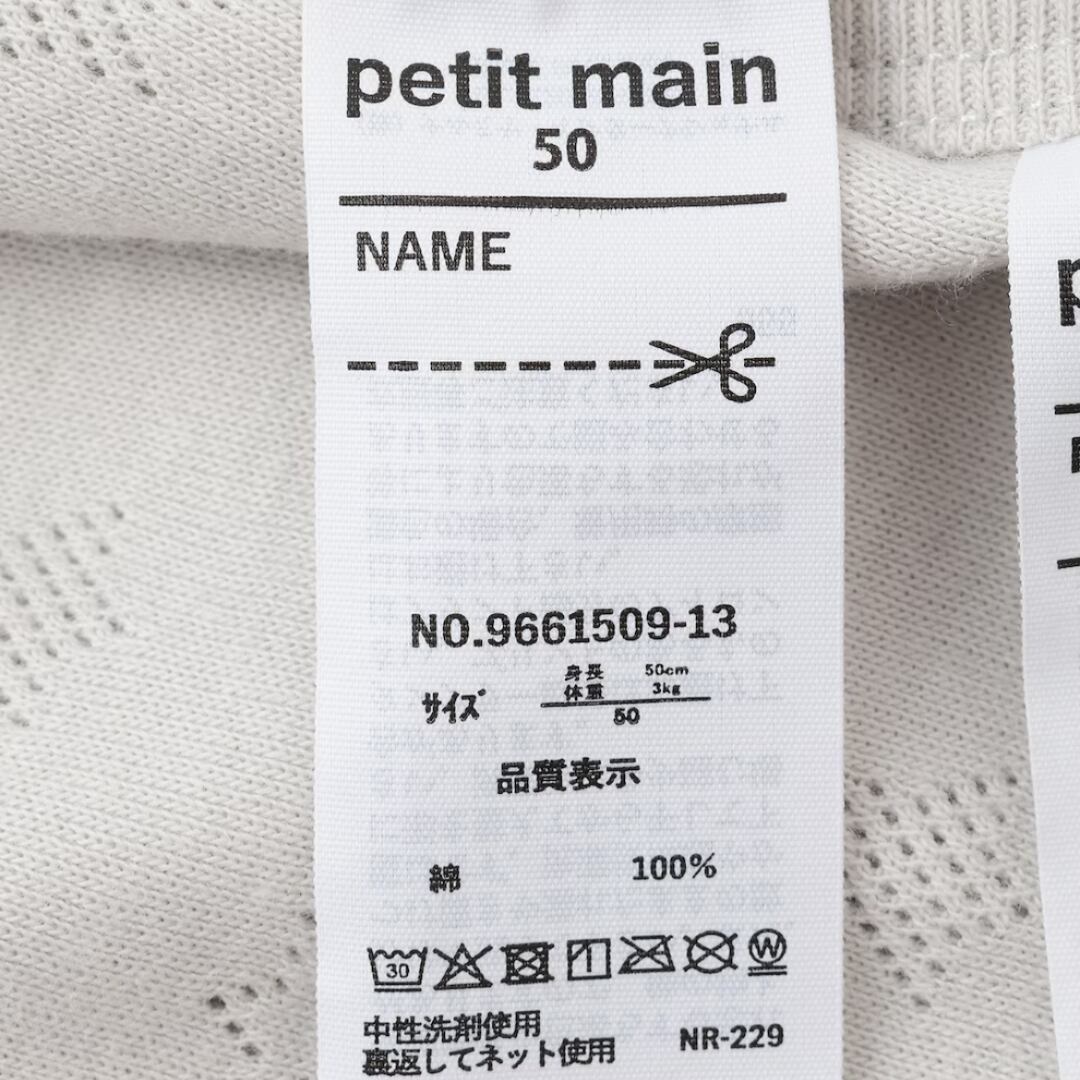 petit main
50
NAME
NO.9661509-13
サイズ
身長 50cm
体重 3kg
50
品質表示
綿 100%
30
W
中性洗剤使用
裏返してネット使用
NR-229
p